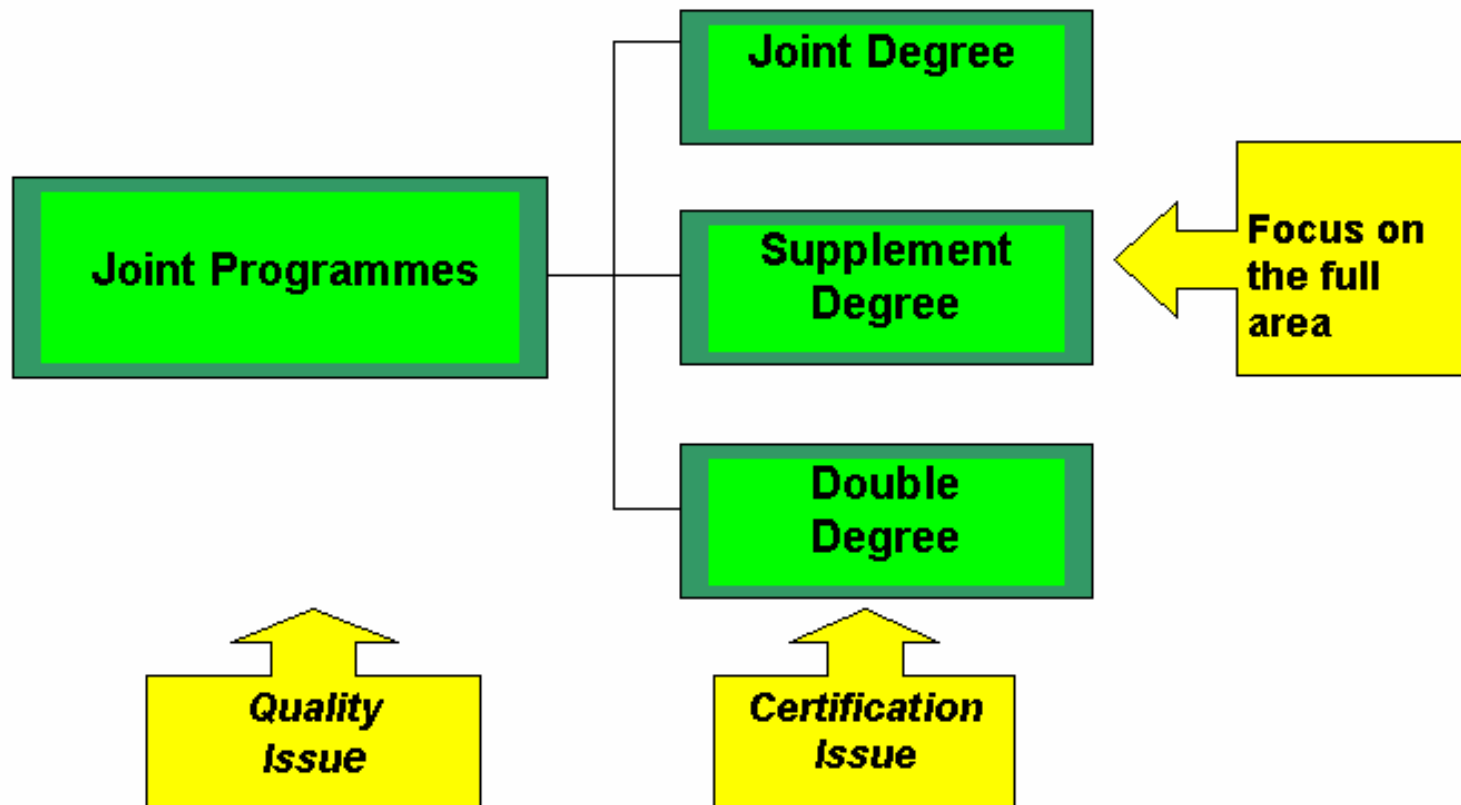 Joint Programmes
Joint Degree
Supplement
Degree
Double
Degree
Focus on
the full
area
Quality
Issue
Certification
Issue